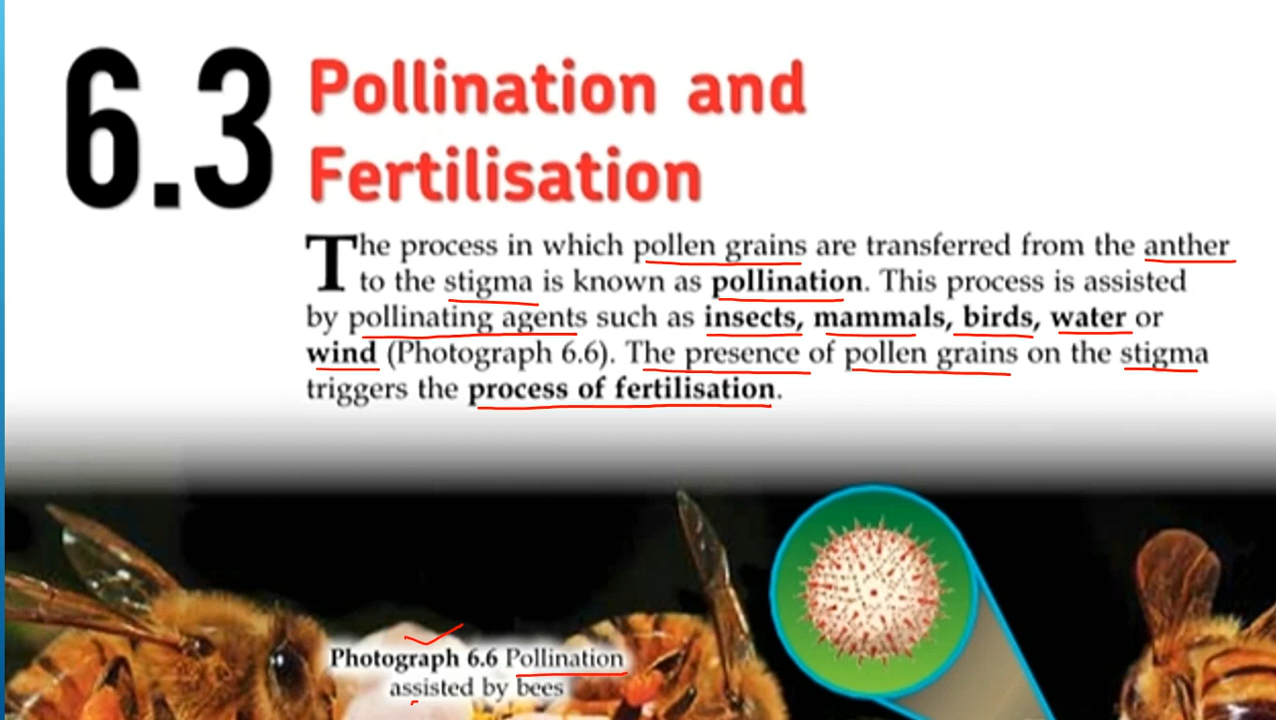 6.3 Pollination and
Fertilisation
The process in which pollen grains are transferred from the anther
to the stigma is known as pollination. This process is assisted
by pollinating agents such as insects, mammals, birds, water or
wind (Photograph 6.6). The presence of pollen grains on the stigma
triggers the process of fertilisation.
Photograph 6.6 Pollination
assisted by bees